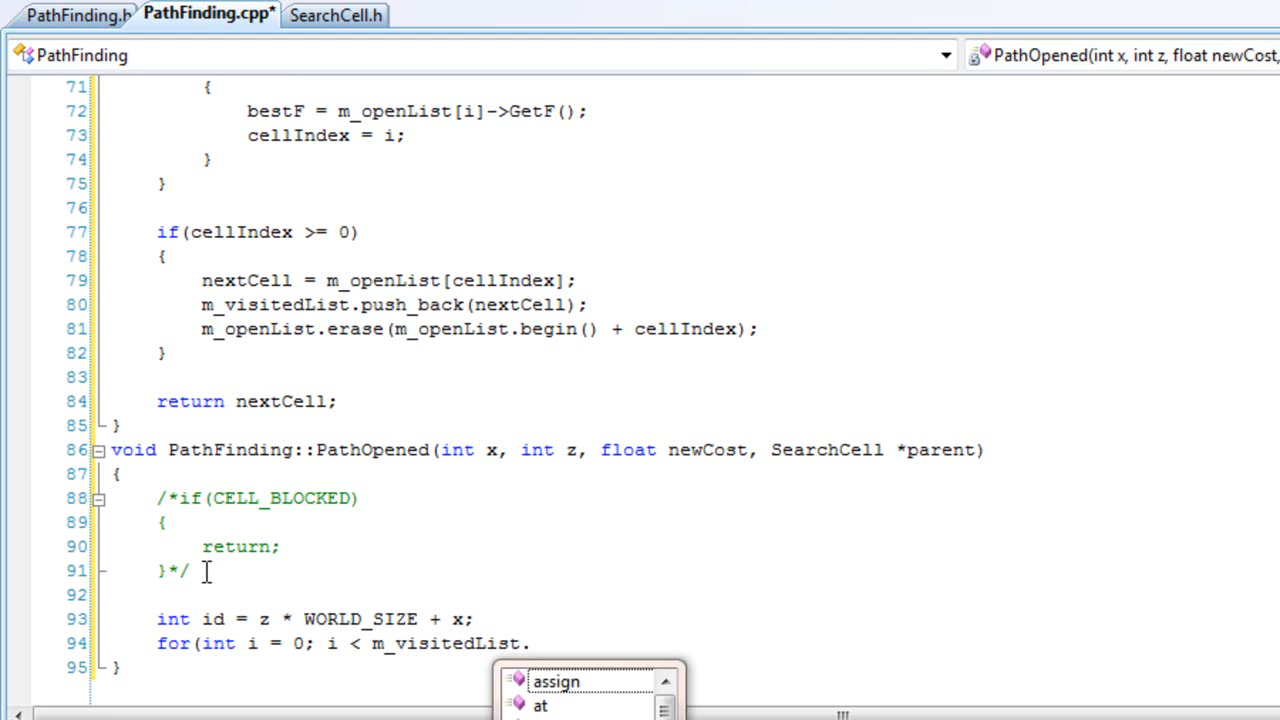 PathFinding.h PathFinding.cpp* SearchCell.h
PathFinding PathOpened(int x, int z, float newCost,
71 {
72 bestF = m_openList[i]->GetF();
73 cellIndex = i;
74 }
75 }
76
77 if(cellIndex >= 0)
78 {
79 nextCell = m_openList[cellIndex];
80 m_visitedList.push_back(nextCell);
81 m_openList.erase(m_openList.begin() + cellIndex);
82 }
83
84 return nextCell;
85 }
86 void PathFinding::PathOpened(int x, int z, float newCost, SearchCell *parent)
87 {
88 /*if(CELL_BLOCKED)
89 {
90 return;
91 }*/
92
93 int id = z * WORLD_SIZE + x;
94 for(int i = 0; i < m_visitedList.
95 }
assign
at